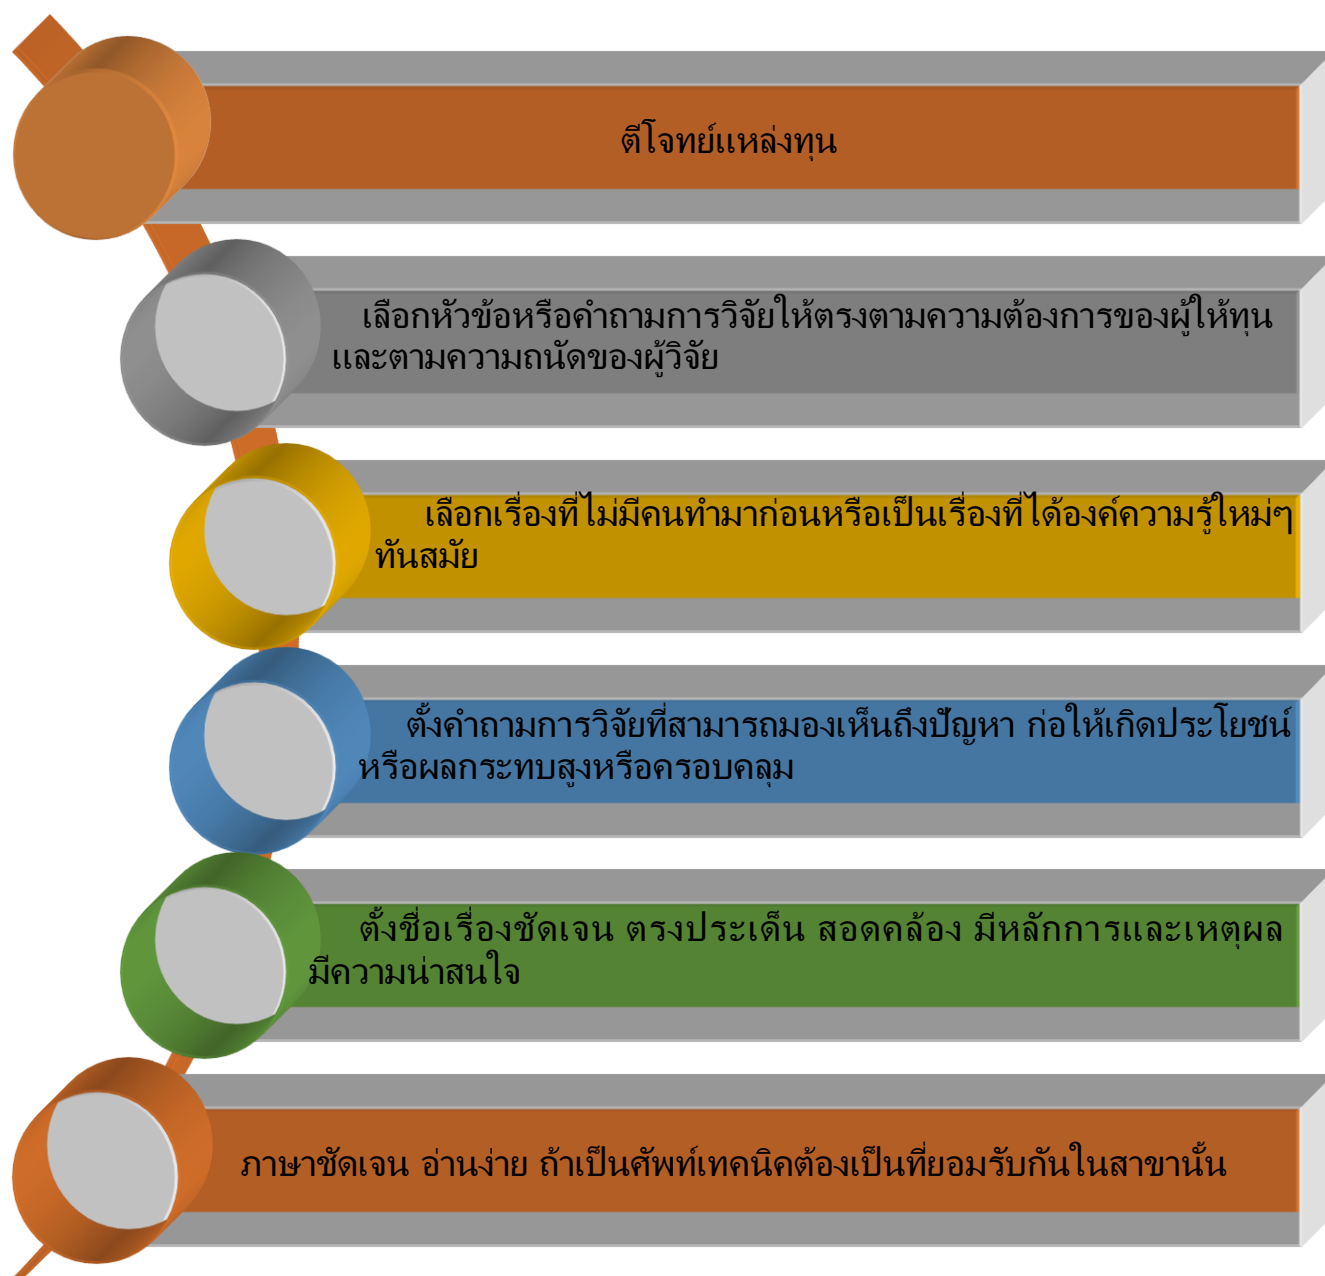 ตีโจทย์แหล่งทุน
เลือกหัวข้อหรือคำถามการวิจัยให้ตรงตามความต้องการของผู้ให้ทุน
และตามความถนัดของผู้วิจัย
เลือกเรื่องที่ไม่มีคนทำมาก่อนหรือเป็นเรื่องที่ได้องค์ความรู้ใหม่ๆ
ทันสมัย
ตั้งคำถามการวิจัยที่สามารถมองเห็นถึงปัญหา ก่อให้เกิดประโยชน์
หรือผลกระทบสูงหรือครอบคลุม
ตั้งชื่อเรื่องชัดเจน ตรงประเด็น สอดคล้อง มีหลักการและเหตุผล
มีความน่าสนใจ
ภาษาชัดเจน อ่านง่าย ถ้าเป็นศัพท์เทคนิคต้องเป็นที่ยอมรับกันในสาขานั้น